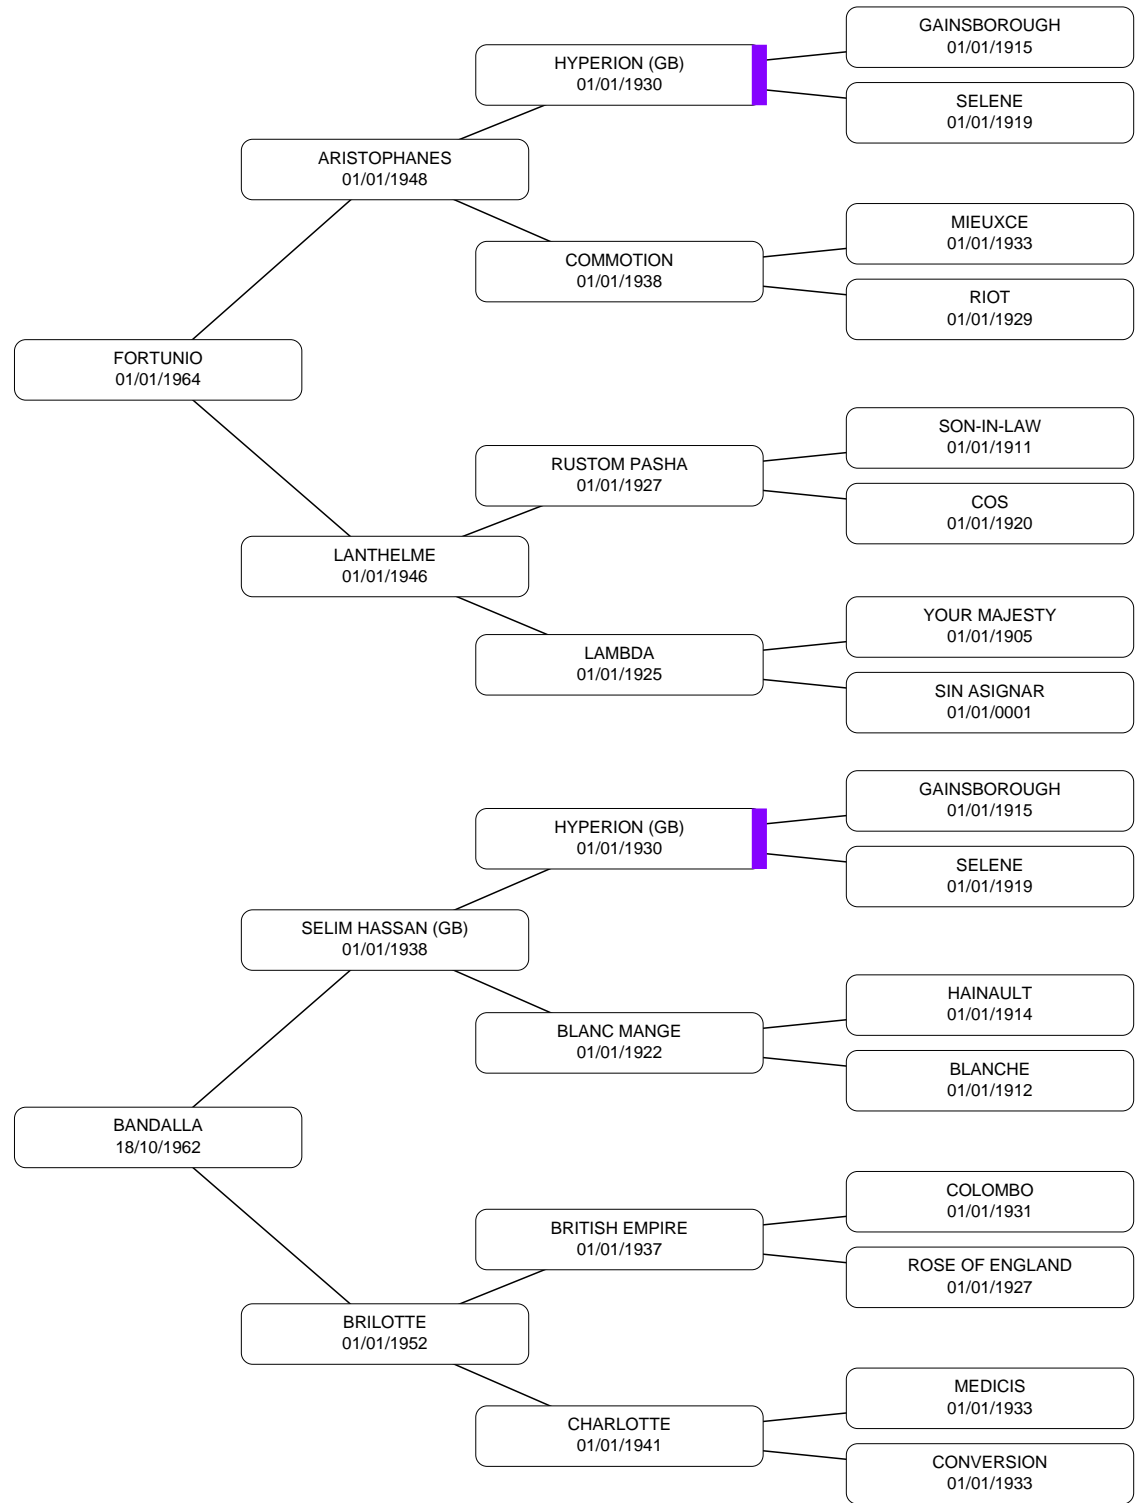 GAINSBOROUGH
01/01/1915
HYPERION (GB)
01/01/1930
SELENE
01/01/1919
ARISTOPHANES
01/01/1948
MIEUXCE
01/01/1933
COMMOTION
01/01/1938
RIOT
01/01/1929
FORTUNIO
01/01/1964
SON-IN-LAW
01/01/1911
RUSTOM PASHA
01/01/1927
COS
01/01/1920
LANTHELME
01/01/1946
YOUR MAJESTY
01/01/1905
LAMBDA
01/01/1925
SIN ASIGNAR
01/01/0001
GAINSBOROUGH
01/01/1915
HYPERION (GB)
01/01/1930
SELENE
01/01/1919
SELIM HASSAN (GB)
01/01/1938
HAINAULT
01/01/1914
BLANC MANGE
01/01/1922
BLANCHE
01/01/1912
BANDALLA
18/10/1962
COLOMBO
01/01/1931
BRITISH EMPIRE
01/01/1937
ROSE OF ENGLAND
01/01/1927
BRILOTTE
01/01/1952
MEDICIS
01/01/1933
CHARLOTTE
01/01/1941
CONVERSION
01/01/1933